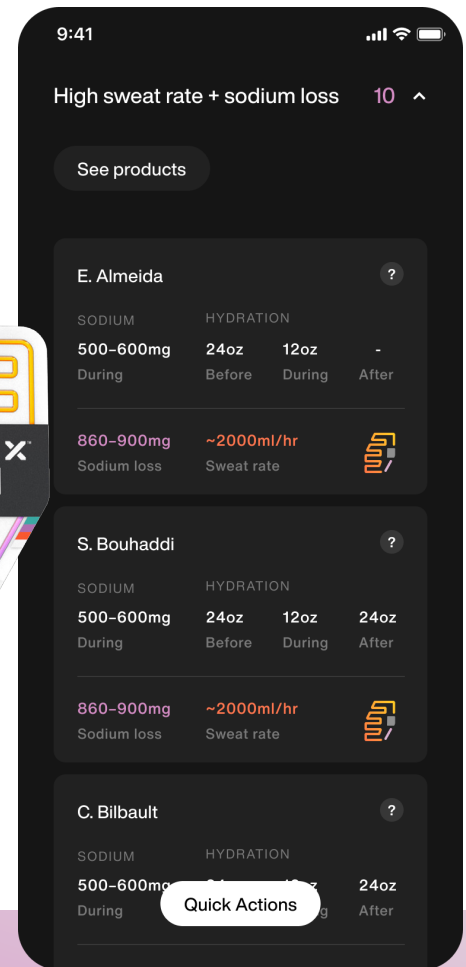 9:41
High sweat rate + sodium loss 10
See products
E. Almeida ?
SODIUM HYDRATION
500–600mg 24oz 12oz -
During Before During After
860–900mg ~2000ml/hr
Sodium loss Sweat rate
S. Bouhaddi ?
SODIUM HYDRATION
500–600mg 24oz 12oz 24oz
During Before During After
860–900mg ~2000ml/hr
Sodium loss Sweat rate
C. Bilbault ?
SODIUM HYDRATION
500–600mg 24oz
During After
Quick Actions